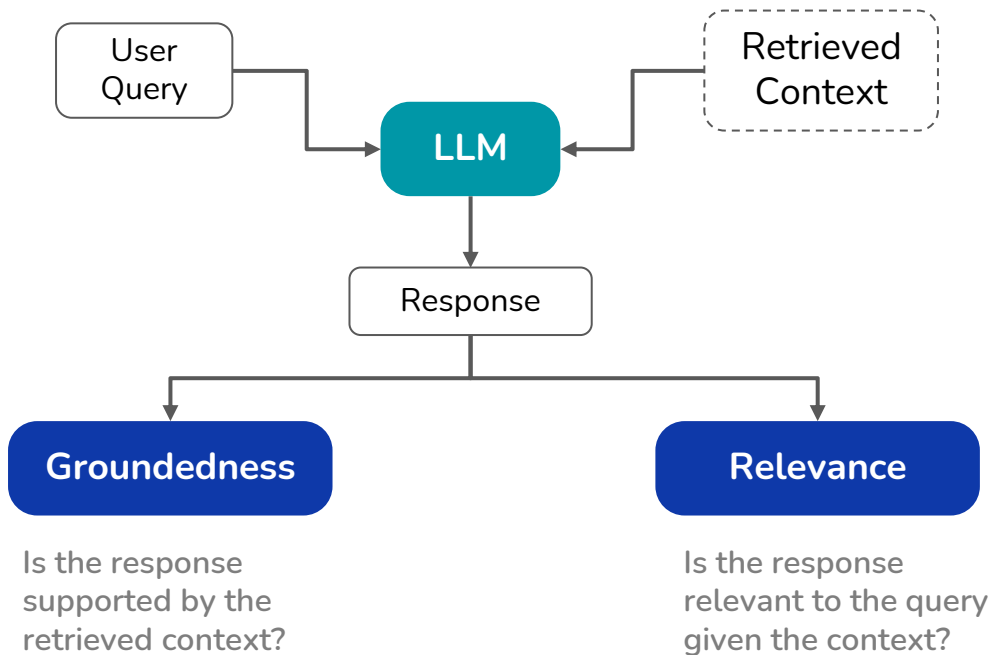 User
Query
Retrieved
Context
LLM
Response
Groundedness
Relevance
Is the response
supported by the
retrieved context?
Is the response
relevant to the query
given the context?